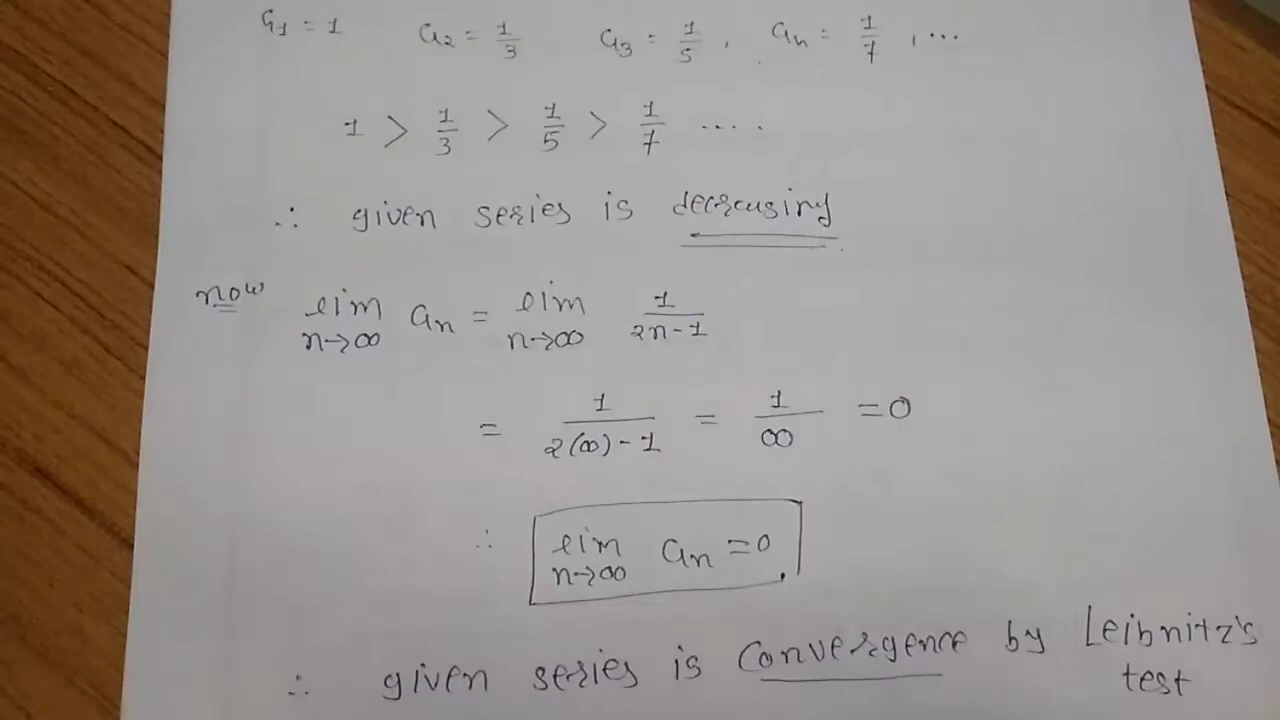 a1 = 1 a2 = 1/3 a3 = 1/5 , an = 1/7 , ...
1 > 1/3 > 1/5 > 1/7 ....
∴ given series is decreasing
now lim n→∞ an = lim n→∞ 1/(2n-1)
= 1/(2(∞)-1) = 1/∞ = 0
∴ lim n→∞ an = 0
∴ given series is convergence by Leibnitz's
test